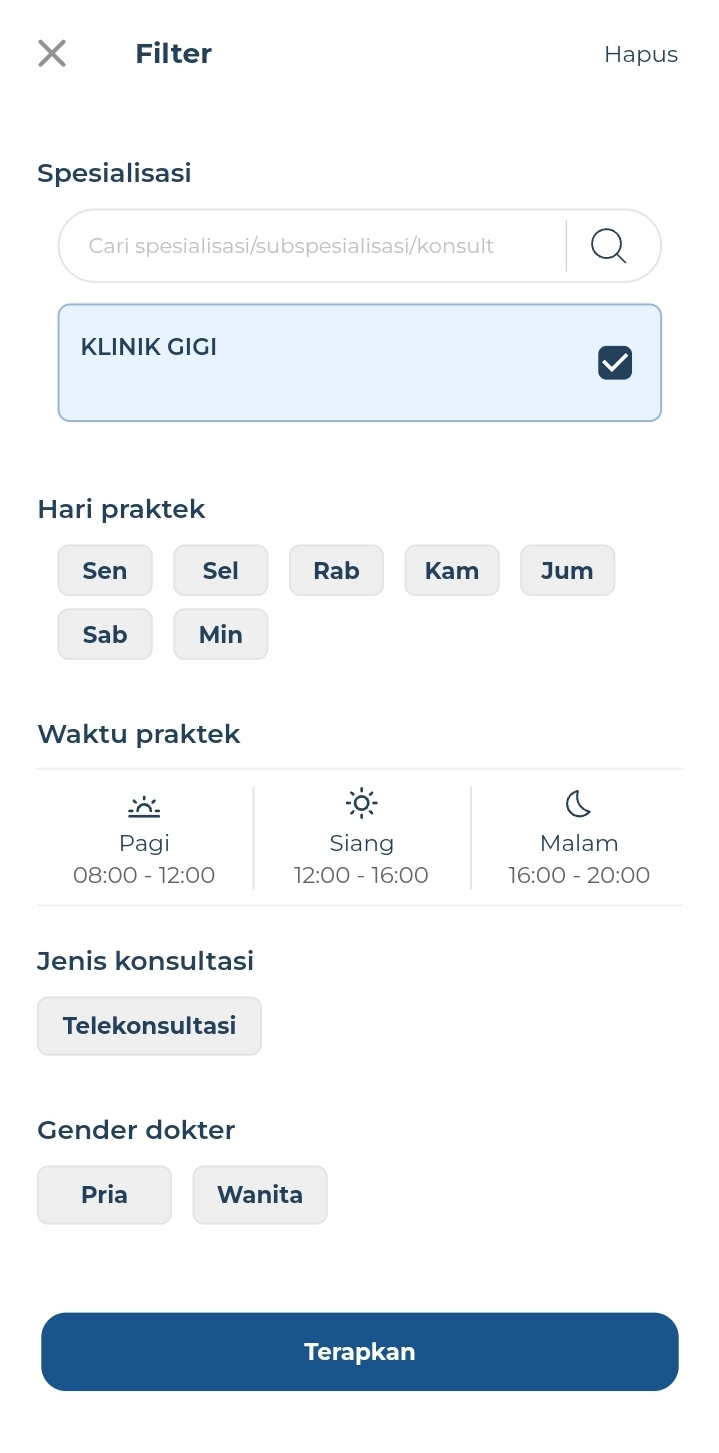 Filter
Hapus
Spesialisasi
Cari spesialisasi/subspesialisasi/konsult
KLINIK GIGI
Hari praktek
Sen Sel Rab Kam Jum
Sab Min
Waktu praktek
Pagi Siang Malam
08:00 - 12:00 12:00 - 16:00 16:00 - 20:00
Jenis konsultasi
Telekonsultasi
Gender dokter
Pria Wanita
Terapkan